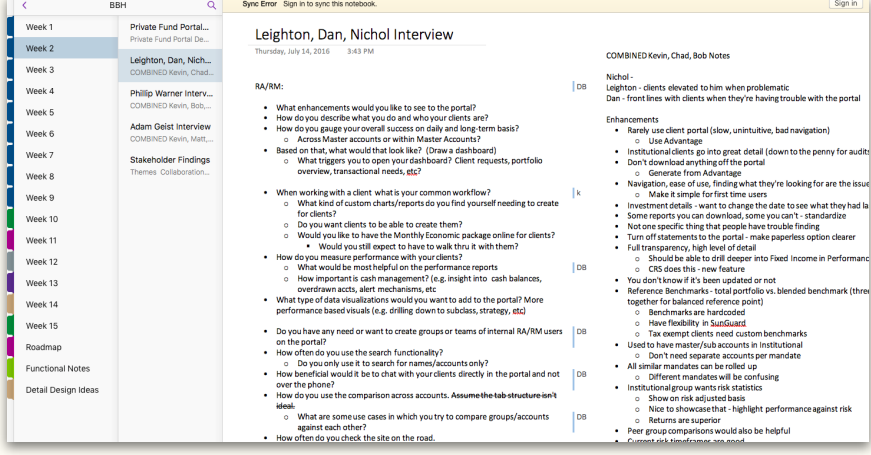 BBH
Sync Error Sign in to sync this notebook.
Sign in
Week 1
Week 2
Week 3
Week 4
Week 5
Week 6
Week 7
Week 8
Week 9
Week 10
Week 11
Week 12
Week 13
Week 14
Week 15
Roadmap
Functional Notes
Detail Design Ideas
Private Fund Portal...
Private Fund Portal De...
Leighton, Dan, Nich...
COMBINED Kevin, Chad...
Phillip Warner Interv...
COMBINED Kevin, Bob,...
Adam Geist Interview
COMBINED Kevin, Matt,...
Stakeholder Findings
Themes Collaboration...
Leighton, Dan, Nichol Interview
Thursday, July 14, 2016 3:43 PM
RA/RM:
DB
• What enhancements would you like to see to the portal?
• How do you describe what you do and who your clients are?
• How do you gauge your overall success on daily and long-term basis?
o Across Master accounts or within Master Accounts?
• Based on that, what would that look like? (Draw a dashboard)
o What triggers you to open your dashboard? Client requests, portfolio
overview, transactional needs, etc?
• When working with a client what is your common workflow?
k
o What kind of custom charts/reports do you find yourself needing to create
for clients?
o Do you want clients to be able to create them?
o Would you like to have the Monthly Economic package online for clients?
▪ Would you still expect to have to walk thru it with them?
• How do you measure performance with your clients?
o What would be most helpful on the performance reports
DB
o How important is cash management? (e.g. insight into cash balances,
overdrawn accts, alert mechanisms, etc
• What type of data visualizations would you want to add to the portal? More
performance based visuals (e.g. drilling down to subclass, strategy, etc)
• Do you have any need or want to create groups or teams of internal RA/RM users
on the portal?
DB
• How often do you use the search functionality?
o Do you only use it to search for names/accounts only?
• How beneficial would it be to chat with your clients directly in the portal and not
over the phone?
DB
• How do you use the comparison across accounts. Assume the tab structure isn't
ideal.
o What are some use cases in which you try to compare groups/accounts
against each other?
DB
• How often do you check the site on the road.
COMBINED Kevin, Chad, Bob Notes
Nichol -
Leighton - clients elevated to him when problematic
Dan - front lines with clients when they're having trouble with the portal
Enhancements
• Rarely use client portal (slow, unintuitive, bad navigation)
o Use Advantage
• Institutional clients go into great detail (down to the penny for audits
• Don't download anything off the portal
o Generate from Advantage
• Navigation, ease of use, finding what they're looking for are the issue
o Make it simple for first time users
• Investment details - want to change the date to see what they had la
• Some reports you can download, some you can't - standardize
• Not one specific thing that people have trouble finding
• Turn off statements to the portal - make paperless option clearer
• Full transparency, high level of detail
o Should be able to drill deeper into Fixed Income in Performanc
o CRS does this - new feature
• You don't know if it's been updated or not
• Reference Benchmarks - total portfolio vs. blended benchmark (three
together for balanced reference point)
o Benchmarks are hardcoded
o Have flexibility in SunGuard
o Tax exempt clients need custom benchmarks
• Used to have master/sub accounts in Institutional
o Don't need separate accounts per mandate
• All similar mandates can be rolled up
o Different mandates will be confusing
• Institutional group wants risk statistics
o Show on risk adjusted basis
o Nice to showcase that - highlight performance against risk
o Returns are superior
• Peer group comparisons would also be helpful
• Current risk timeframes are good